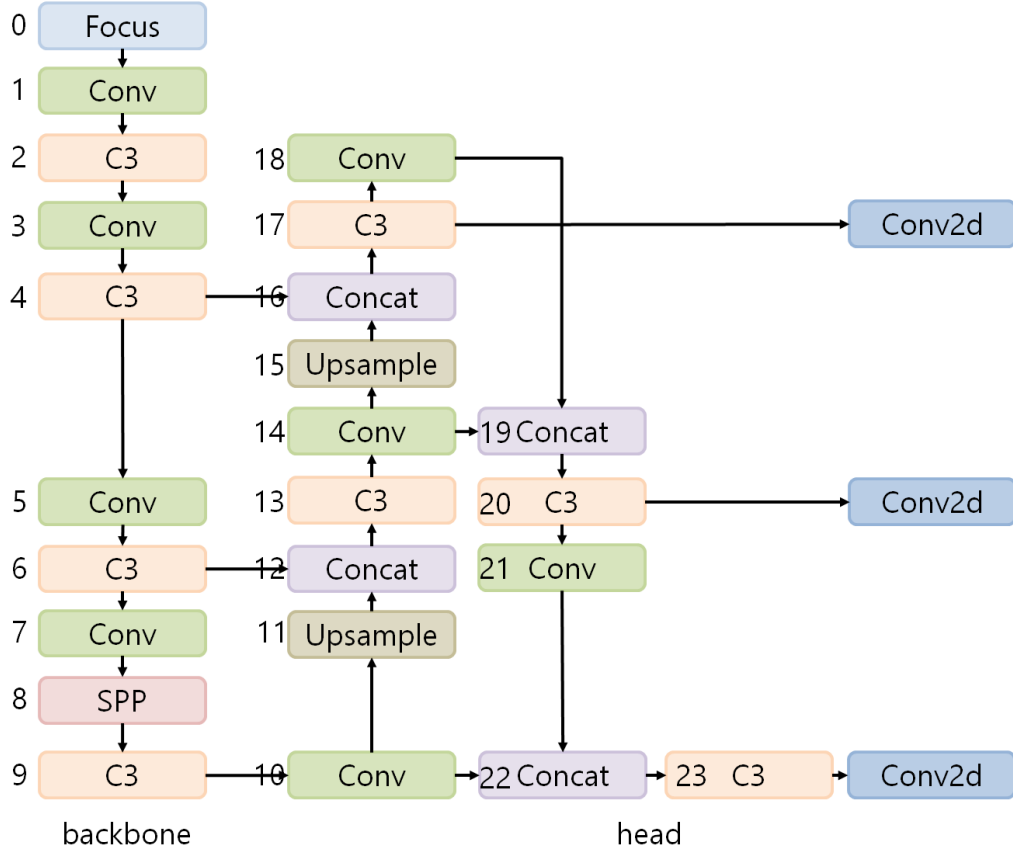 0 Focus
1 Conv
2 C3
18 Conv
3 Conv
17 C3
Conv2d
4 C3
16 Concat
15 Upsample
14 Conv
19 Concat
5 Conv
13 C3
20 C3
Conv2d
6 C3
12 Concat
21 Conv
7 Conv
11 Upsample
8 SPP
9 C3
10 Conv
22 Concat
23 C3
Conv2d
backbone
head